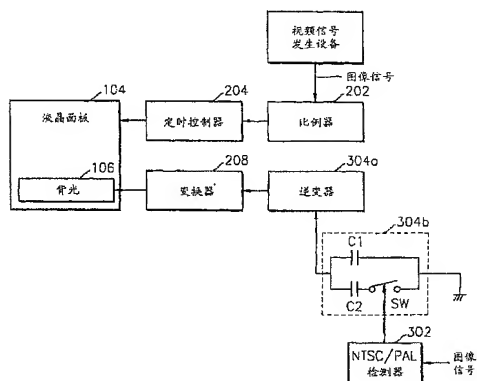 视频信号
发生设备
图像信号
104
204
202
液晶面板
定时控制器
比例器
106
208
304a
背光
变换器
逆变器
304b
C1
C2
SW
302
NTSC/PAL
检测器
图像
信号